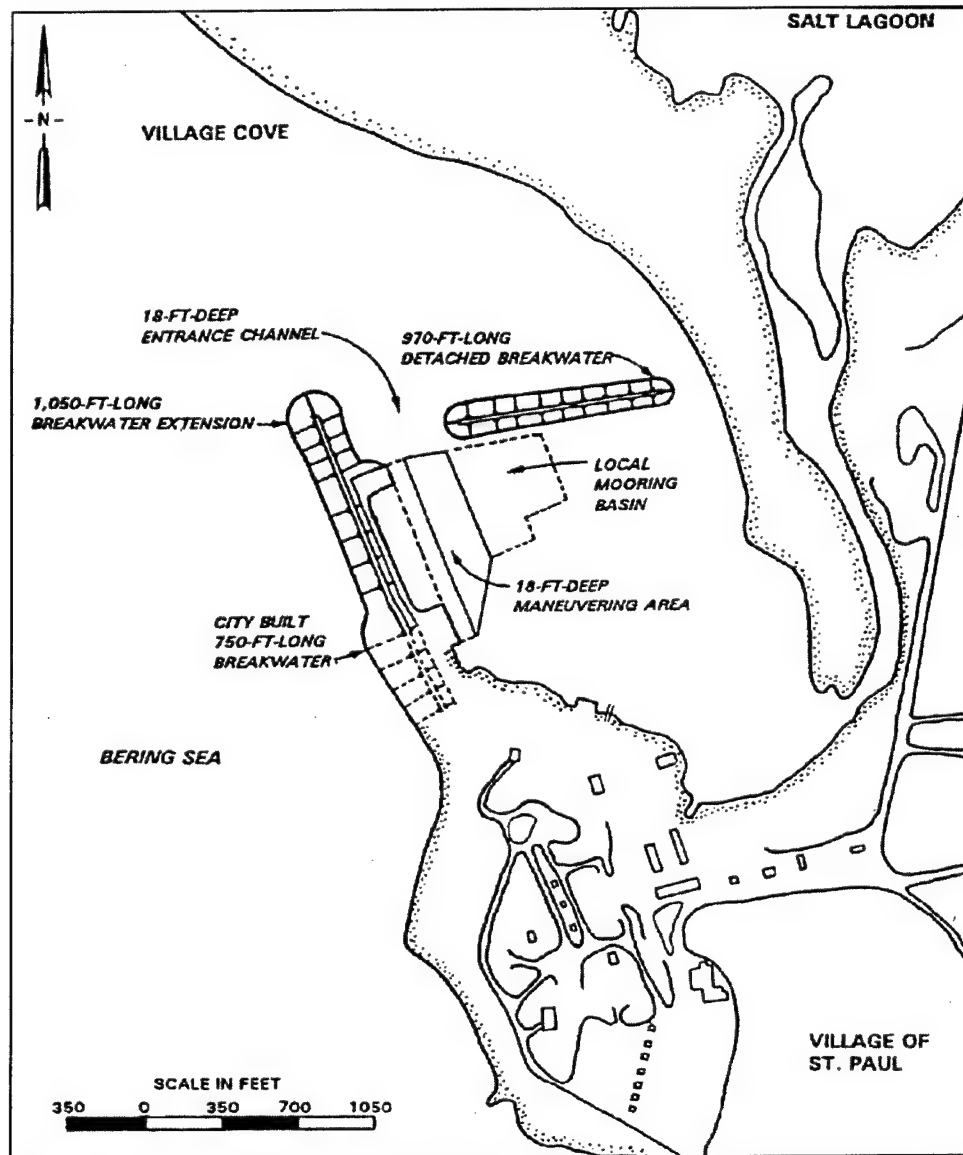 SALT LAGOON
-N-
VILLAGE COVE
18-FT-DEEP
ENTRANCE CHANNEL
970-FT-LONG
DETACHED BREAKWATER
1,050-FT-LONG
BREAKWATER EXTENSION
LOCAL
MOORING
BASIN
18-FT-DEEP
MANEUVERING AREA
CITY BUILT
750-FT-LONG
BREAKWATER
BERING SEA
VILLAGE OF
ST. PAUL
SCALE IN FEET
350 0 350 700 1050